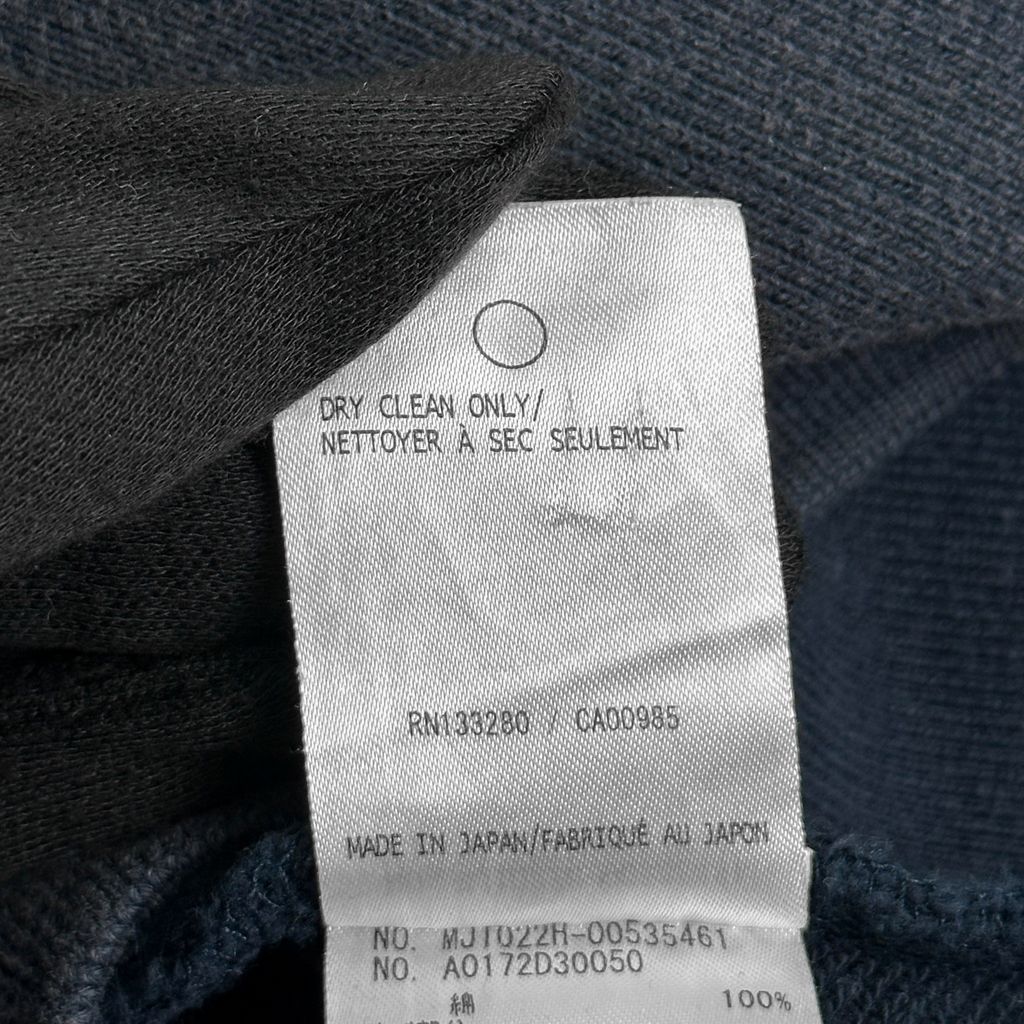 DRY CLEAN ONLY/
NETTOYER À SEC SEULEMENT
RN133280 / CA00985
MADE IN JAPAN/FABRIQUÉ AU JAPON
NO. MJT022H-00535461
NO. A0172D30050
綿 100%